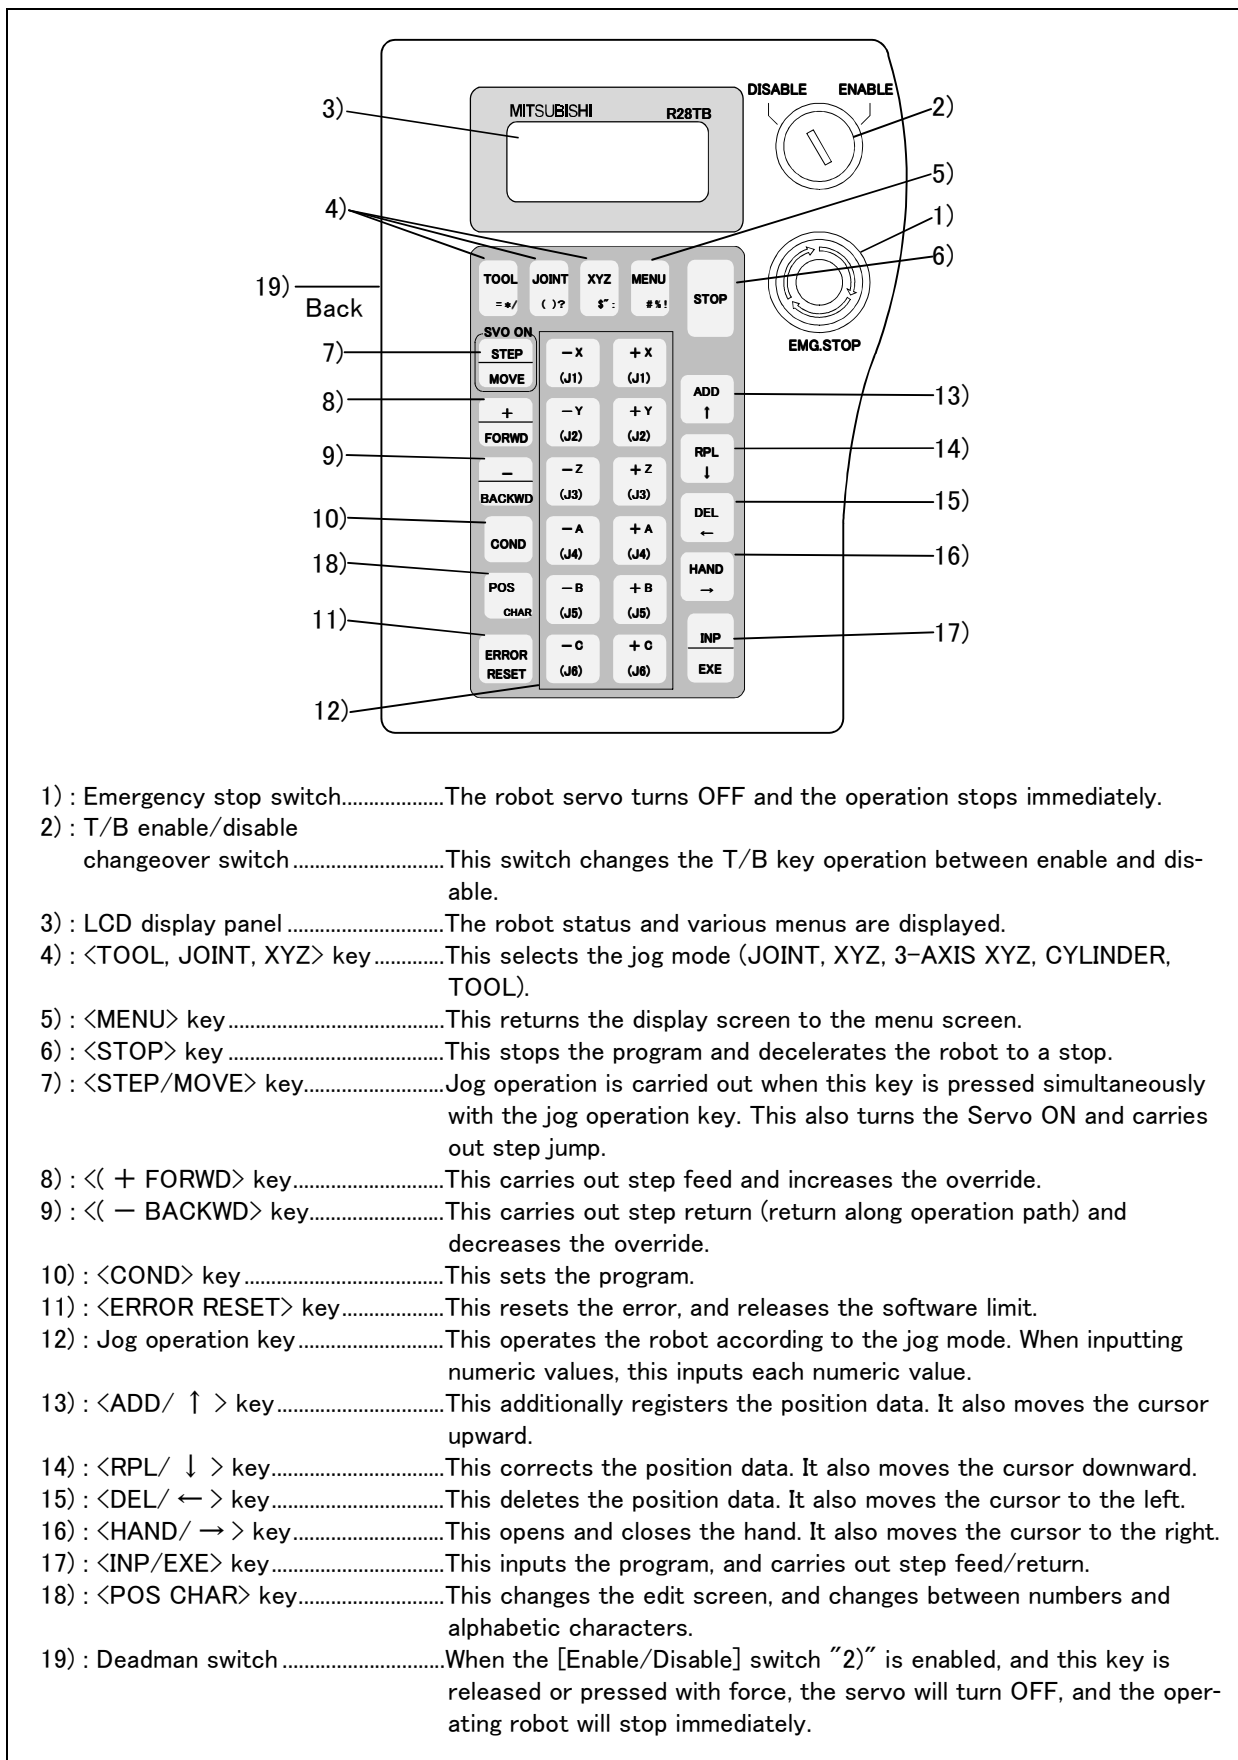 DISABLE ENABLE
3) MITSUBISHI R28TB 2)
5)
4) 1)
6)
TOOL JOINT XYZ MENU
=*/ ( )? $": #%!
STOP
19)
Back
EMG.STOP
SVO ON
7) STEP −X +X
MOVE (J1) (J1)
ADD 13)
↑
8) + −Y +Y
FORWD (J2) (J2)
RPL 14)
↓
9) − −Z +Z
BACKWD (J3) (J3)
DEL 15)
←
10) COND −A +A
(J4) (J4)
HAND 16)
→
18) POS −B +B
CHAR (J5) (J5)
11) INP 17)
ERROR −C +C
RESET (J6) (J6) EXE
12)
1) : Emergency stop switch...................The robot servo turns OFF and the operation stops immediately.
2) : T/B enable/disable
changeover switch ............................This switch changes the T/B key operation between enable and dis-
able.
3) : LCD display panel .............................The robot status and various menus are displayed.
4) : <TOOL, JOINT, XYZ> key.............This selects the jog mode (JOINT, XYZ, 3-AXIS XYZ, CYLINDER,
TOOL).
5) : <MENU> key.........................................This returns the display screen to the menu screen.
6) : <STOP> key .........................................This stops the program and decelerates the robot to a stop.
7) : <STEP/MOVE> key..........................Jog operation is carried out when this key is pressed simultaneously
with the jog operation key. This also turns the Servo ON and carries
out step jump.
8) : <( + FORWD> key............................This carries out step feed and increases the override.
9) : <( − BACKWD> key.........................This carries out step return (return along operation path) and
decreases the override.
10) : <COND> key ......................................This sets the program.
11) : <ERROR RESET> key...................This resets the error, and releases the software limit.
12) : Jog operation key ...........................This operates the robot according to the jog mode. When inputting
numeric values, this inputs each numeric value.
13) : <ADD/ ↑ > key................................This additionally registers the position data. It also moves the cursor
upward.
14) : <RPL/ ↓ > key................................This corrects the position data. It also moves the cursor downward.
15) : <DEL/ ← > key................................This deletes the position data. It also moves the cursor to the left.
16) : <HAND/ → > key............................This opens and closes the hand. It also moves the cursor to the right.
17) : <INP/EXE> key...........................This inputs the program, and carries out step feed/return.
18) : <POS CHAR> key...........................This changes the edit screen, and changes between numbers and
alphabetic characters.
19) : Deadman switch ..............................When the [Enable/Disable] switch "2)" is enabled, and this key is
released or pressed with force, the servo will turn OFF, and the oper-
ating robot will stop immediately.